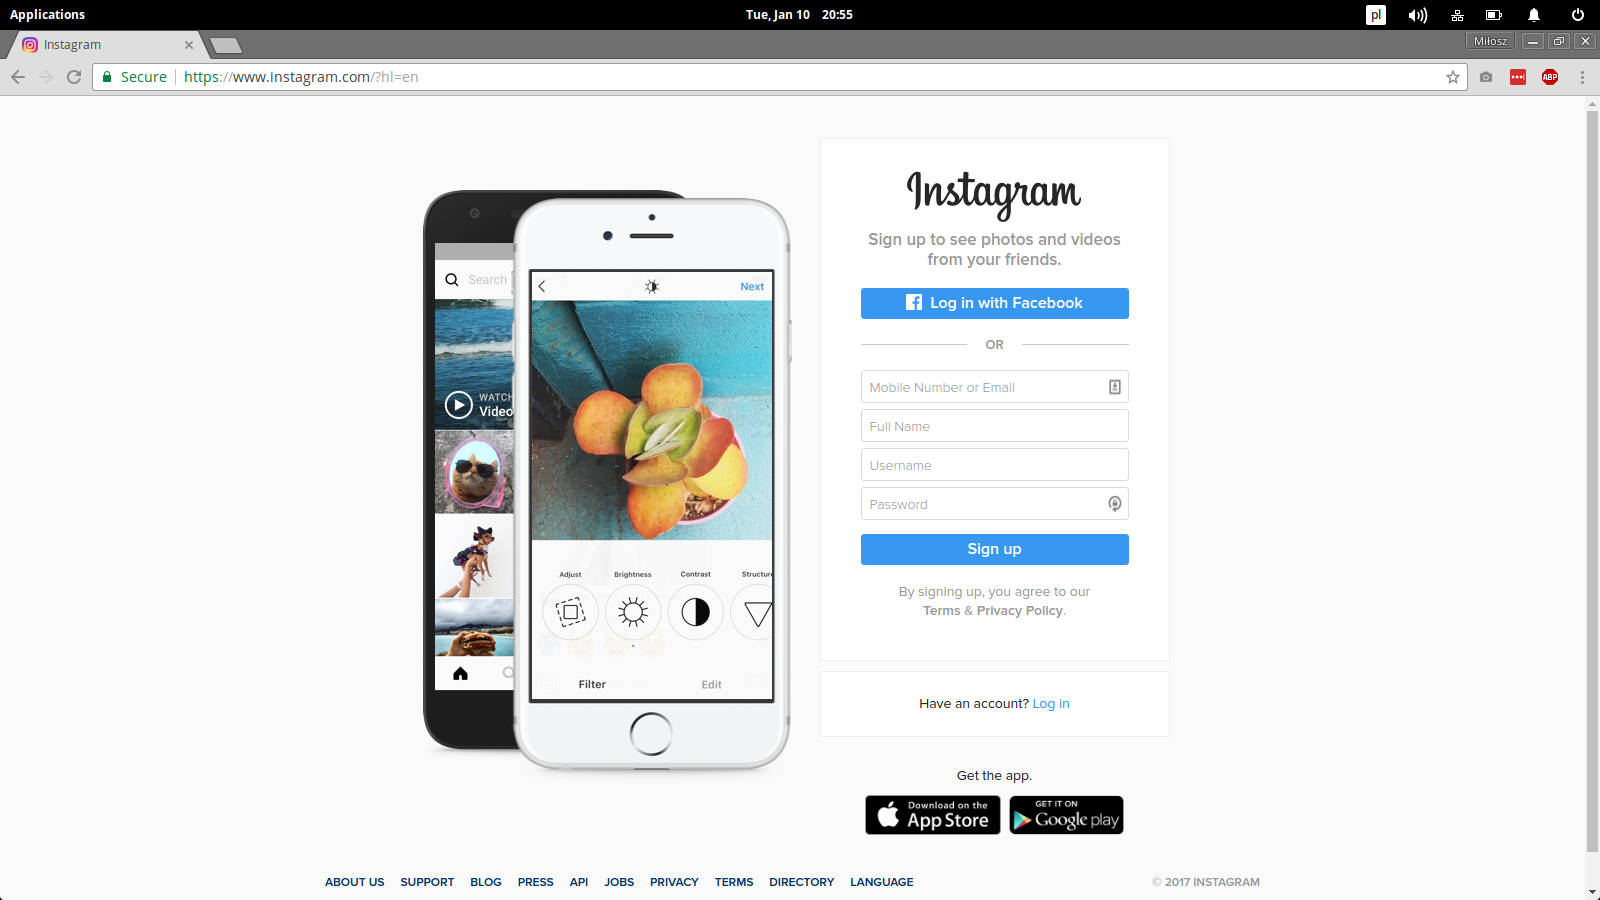 Applications
Tue, Jan 10 20:55
pl
Instagram
Miłosz
Secure https://www.instagram.com/?hl=en
ABP
Search
WATCH
Video
Next
Adjust
Brightness
Contrast
Structure
Filter
Edit
Instagram
Sign up to see photos and videos
from your friends.
Log in with Facebook
OR
Mobile Number or Email
Full Name
Username
Password
Sign up
By signing up, you agree to our
Terms & Privacy Policy.
Have an account? Log in
Get the app.
Download on the
App Store
GET IT ON
Google play
ABOUT US SUPPORT BLOG PRESS API JOBS PRIVACY TERMS DIRECTORY LANGUAGE
© 2017 INSTAGRAM